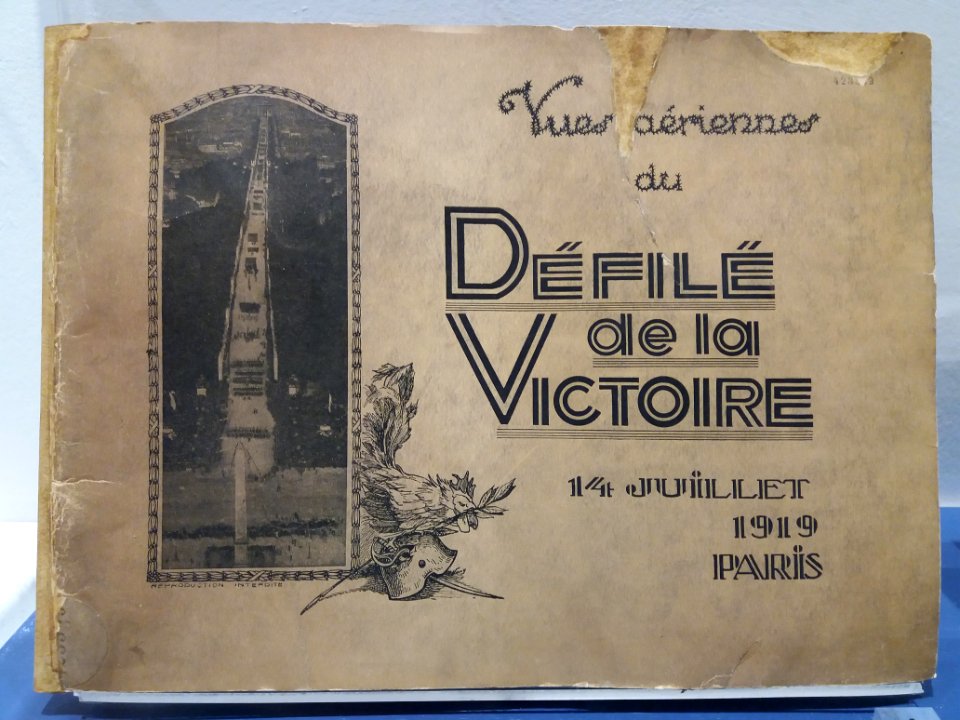 Vues aériennes
du
DÉFILÉ
de la
VICTOIRE
14 JUILLET
1919
PARIS
REPRODUCTION INTERDITE